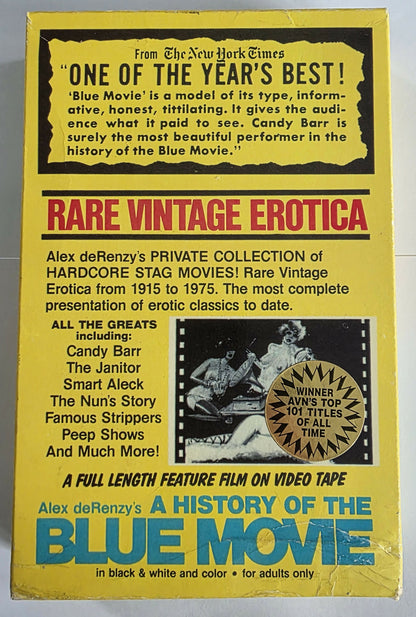 From The New York Times
"ONE OF THE YEAR'S BEST!
'Blue Movie' is a model of its type, inform-
ative, honest, tittilating. It gives the audi-
ence what it paid to see. Candy Barr is
surely the most beautiful performer in the
history of the Blue Movie."
RARE VINTAGE EROTICA
Alex deRenzy's PRIVATE COLLECTION of
HARDCORE STAG MOVIES! Rare Vintage
Erotica from 1915 to 1975. The most complete
presentation of erotic classics to date.
ALL THE GREATS
including:
Candy Barr
The Janitor
Smart Aleck
The Nun's Story
Famous Strippers
Peep Shows
And Much More!
WINNER
AVN'S TOP
101 TITLES
OF ALL
TIME
A FULL LENGTH FEATURE FILM ON VIDEO TAPE
Alex deRenzy's A HISTORY OF THE
BLUE MOVIE
in black & white and color • for adults only